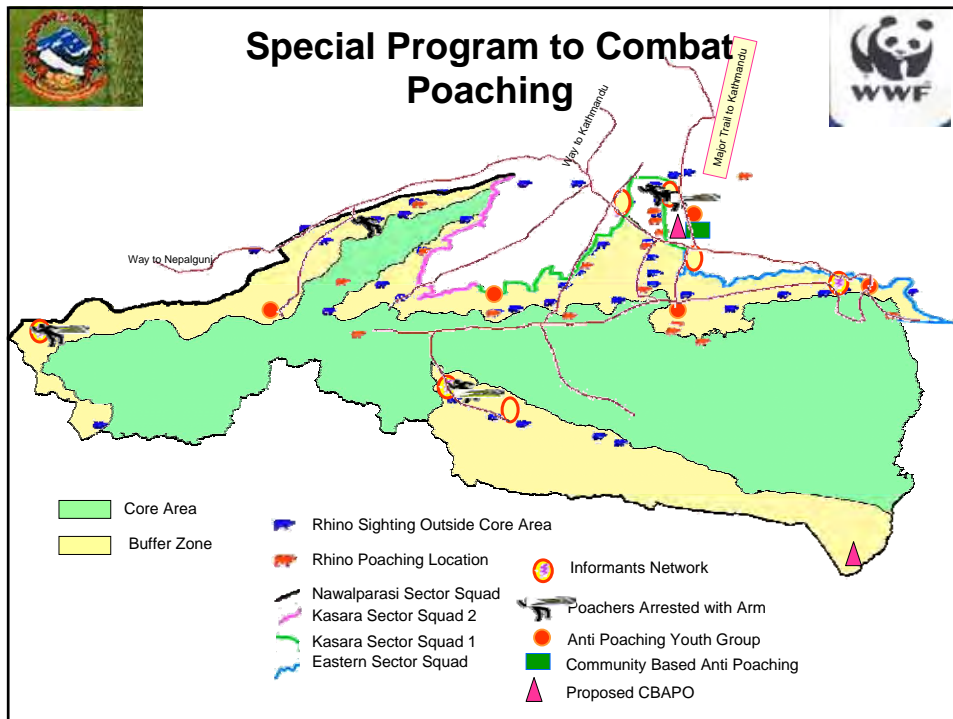 Special Program to Combat
Poaching
WWF
Way to Kathmandu
Major Trail to Kathmandu
Way to Nepalgunj
Core Area
Buffer Zone
Rhino Sighting Outside Core Area
Rhino Poaching Location
Nawalparasi Sector Squad
Kasara Sector Squad 2
Kasara Sector Squad 1
Eastern Sector Squad
Informants Network
Poachers Arrested with Arm
Anti Poaching Youth Group
Community Based Anti Poaching
Proposed CBAPO